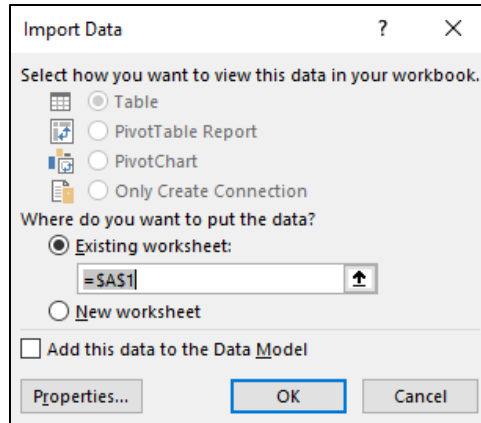 Import Data ?
Select how you want to view this data in your workbook.
Table
PivotTable Report
PivotChart
Only Create Connection
Where do you want to put the data?
Existing worksheet:
=$A$1
New worksheet
Add this data to the Data Model
Properties... OK Cancel